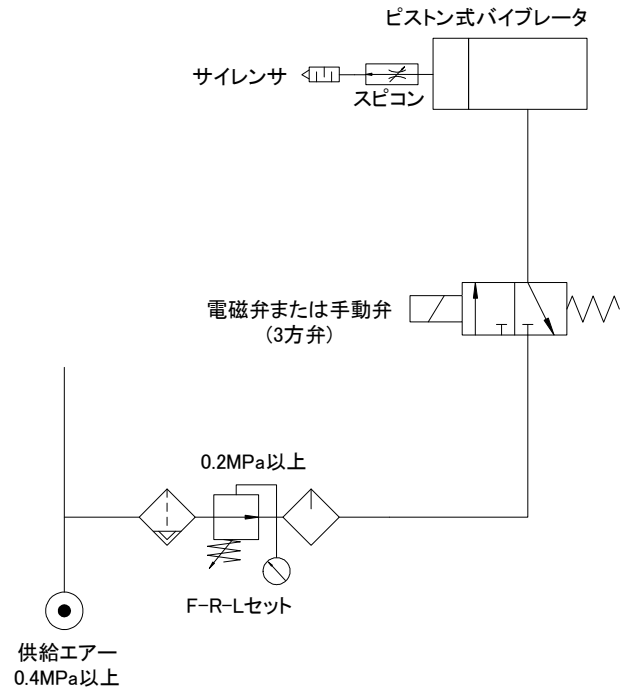 ピストン式バイブレータ
サイレンサ
スピコン
電磁弁または手動弁
(3方弁)
0.2MPa以上
F-R-Lセット
供給エアー
0.4MPa以上